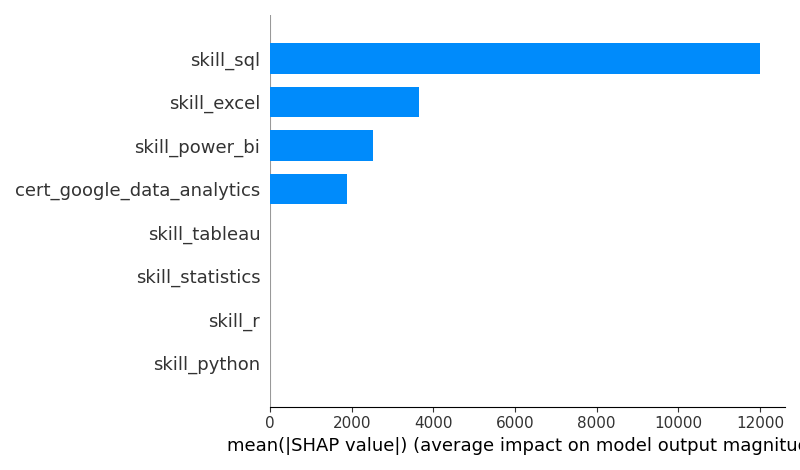 skill_sql
skill_excel
skill_power_bi
cert_google_data_analytics
skill_tableau
skill_statistics
skill_r
skill_python
0 2000 4000 6000 8000 10000 12000
mean(|SHAP value|) (average impact on model output magnitu